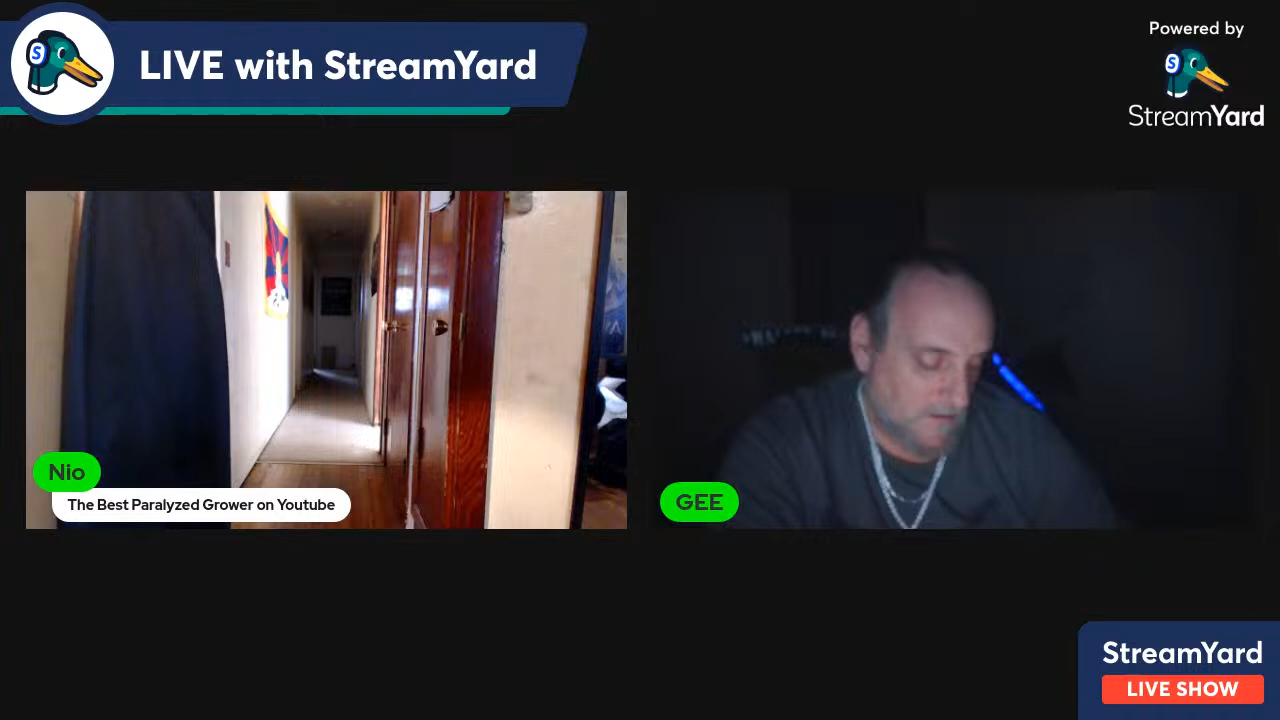 LIVE with StreamYard
Powered by
StreamYard
Nio
The Best Paralyzed Grower on Youtube
GEE
StreamYard
LIVE SHOW